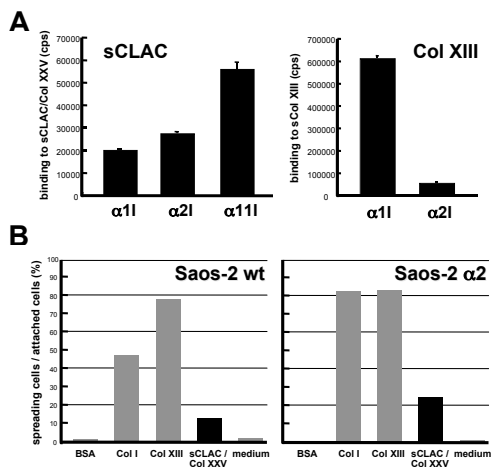 A
binding to sCLAC/Col XXV (cps)
70000
60000
50000
40000
30000
20000
10000
0
sCLAC
α1I
α2I
α11I
binding to sCol XIII (cps)
700000
600000
500000
400000
300000
200000
100000
0
Col XIII
α1I
α2I
B
spreading cells / attached cells (%)
100
90
80
70
60
50
40
30
20
10
0
Saos-2 wt
BSA
Col I
Col XIII
sCLAC /
Col XXV
medium
Saos-2 α2
BSA
Col I
Col XIII
sCLAC /
Col XXV
medium